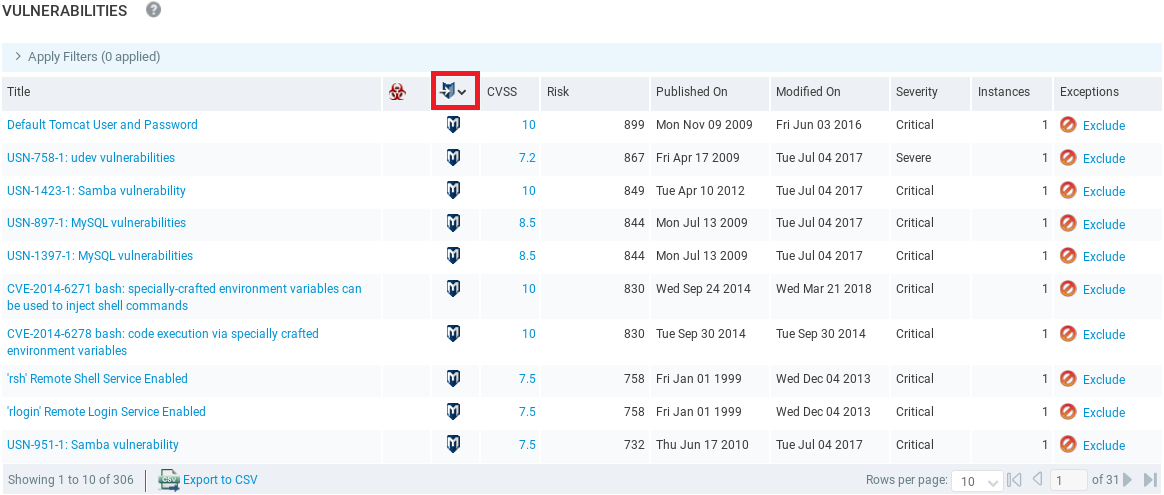 VULNERABILITIES ?
Apply Filters (0 applied)
Title CVSS Risk Published On Modified On Severity Instances Exceptions
Default Tomcat User and Password M 10 899 Mon Nov 09 2009 Fri Jun 03 2016 Critical 1 Exclude
USN-758-1: udev vulnerabilities M 7.2 867 Fri Apr 17 2009 Tue Jul 04 2017 Severe 1 Exclude
USN-1423-1: Samba vulnerability M 10 849 Tue Apr 10 2012 Tue Jul 04 2017 Critical 1 Exclude
USN-897-1: MySQL vulnerabilities M 8.5 844 Mon Jul 13 2009 Tue Jul 04 2017 Critical 1 Exclude
USN-1397-1: MySQL vulnerabilities M 8.5 844 Mon Jul 13 2009 Tue Jul 04 2017 Critical 1 Exclude
CVE-2014-6271 bash: specially-crafted environment variables can M 10 830 Wed Sep 24 2014 Wed Mar 21 2018 Critical 1 Exclude
be used to inject shell commands
CVE-2014-6278 bash: code execution via specially crafted M 10 830 Tue Sep 30 2014 Tue Sep 30 2014 Critical 1 Exclude
environment variables
'rsh' Remote Shell Service Enabled M 7.5 758 Fri Jan 01 1999 Wed Dec 04 2013 Critical 1 Exclude
'rlogin' Remote Login Service Enabled M 7.5 758 Fri Jan 01 1999 Wed Dec 04 2013 Critical 1 Exclude
USN-951-1: Samba vulnerability M 7.5 732 Thu Jun 17 2010 Tue Jul 04 2017 Critical 1 Exclude
Showing 1 to 10 of 306 CSV Export to CSV Rows per page: 10 1 of 31